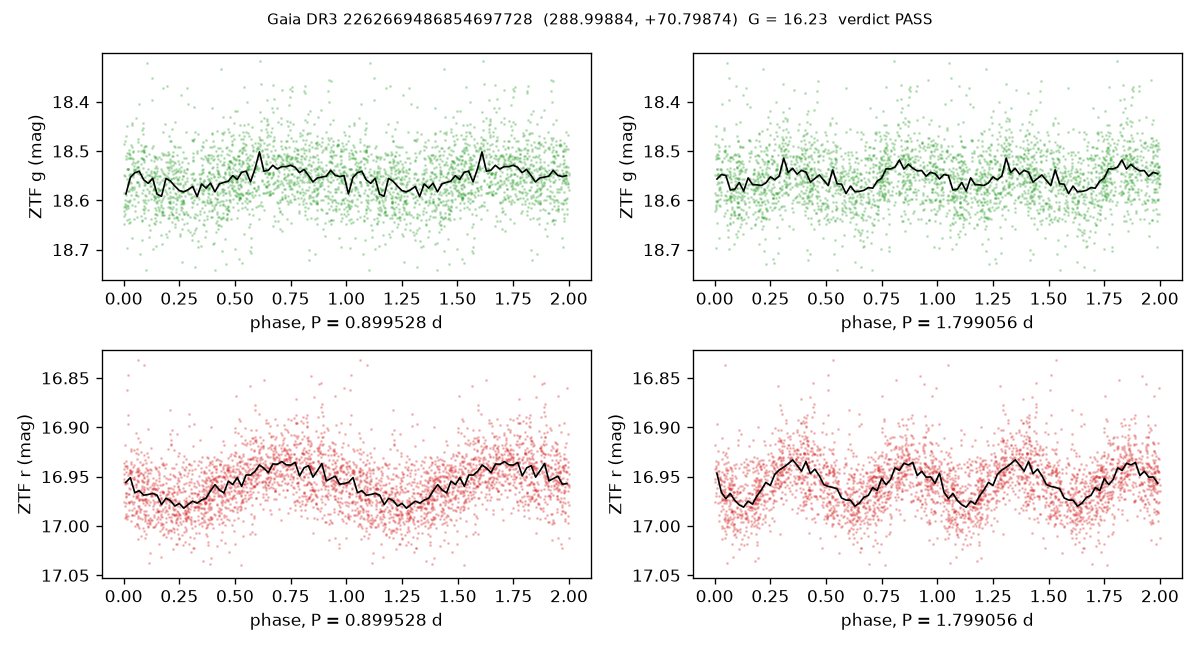 Gaia DR3 2262669486854697728 (288.99884, +70.79874) G = 16.23 verdict PASS
ZTF g (mag)
18.4
18.5
18.6
18.7
0.00 0.25 0.50 0.75 1.00 1.25 1.50 1.75 2.00
phase, P = 0.899528 d
ZTF g (mag)
18.4
18.5
18.6
18.7
0.00 0.25 0.50 0.75 1.00 1.25 1.50 1.75 2.00
phase, P = 1.799056 d
ZTF r (mag)
16.85
16.90
16.95
17.00
17.05
0.00 0.25 0.50 0.75 1.00 1.25 1.50 1.75 2.00
phase, P = 0.899528 d
ZTF r (mag)
16.85
16.90
16.95
17.00
17.05
0.00 0.25 0.50 0.75 1.00 1.25 1.50 1.75 2.00
phase, P = 1.799056 d